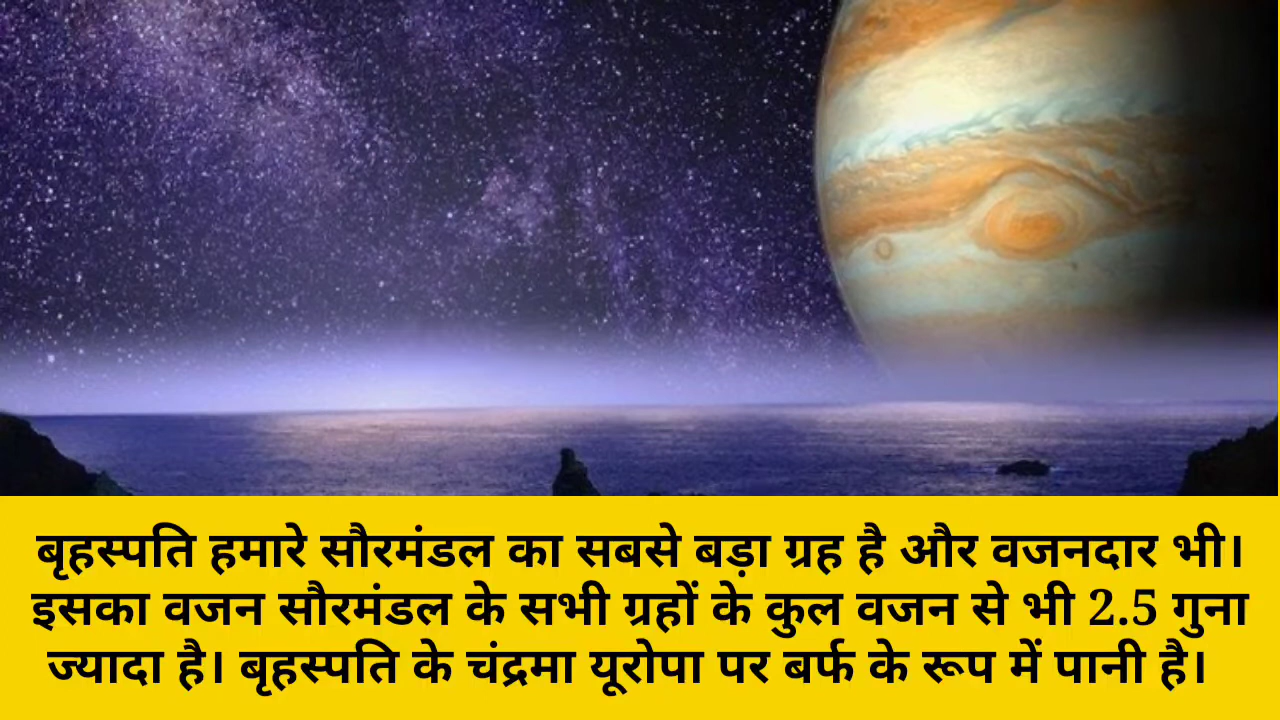 बृहस्पति हमारे सौरमंडल का सबसे बड़ा ग्रह है और वजनदार भी।
इसका वजन सौरमंडल के सभी ग्रहों के कुल वजन से भी 2.5 गुना
ज्यादा है। बृहस्पति के चंद्रमा यूरोपा पर बर्फ के रूप में पानी है।